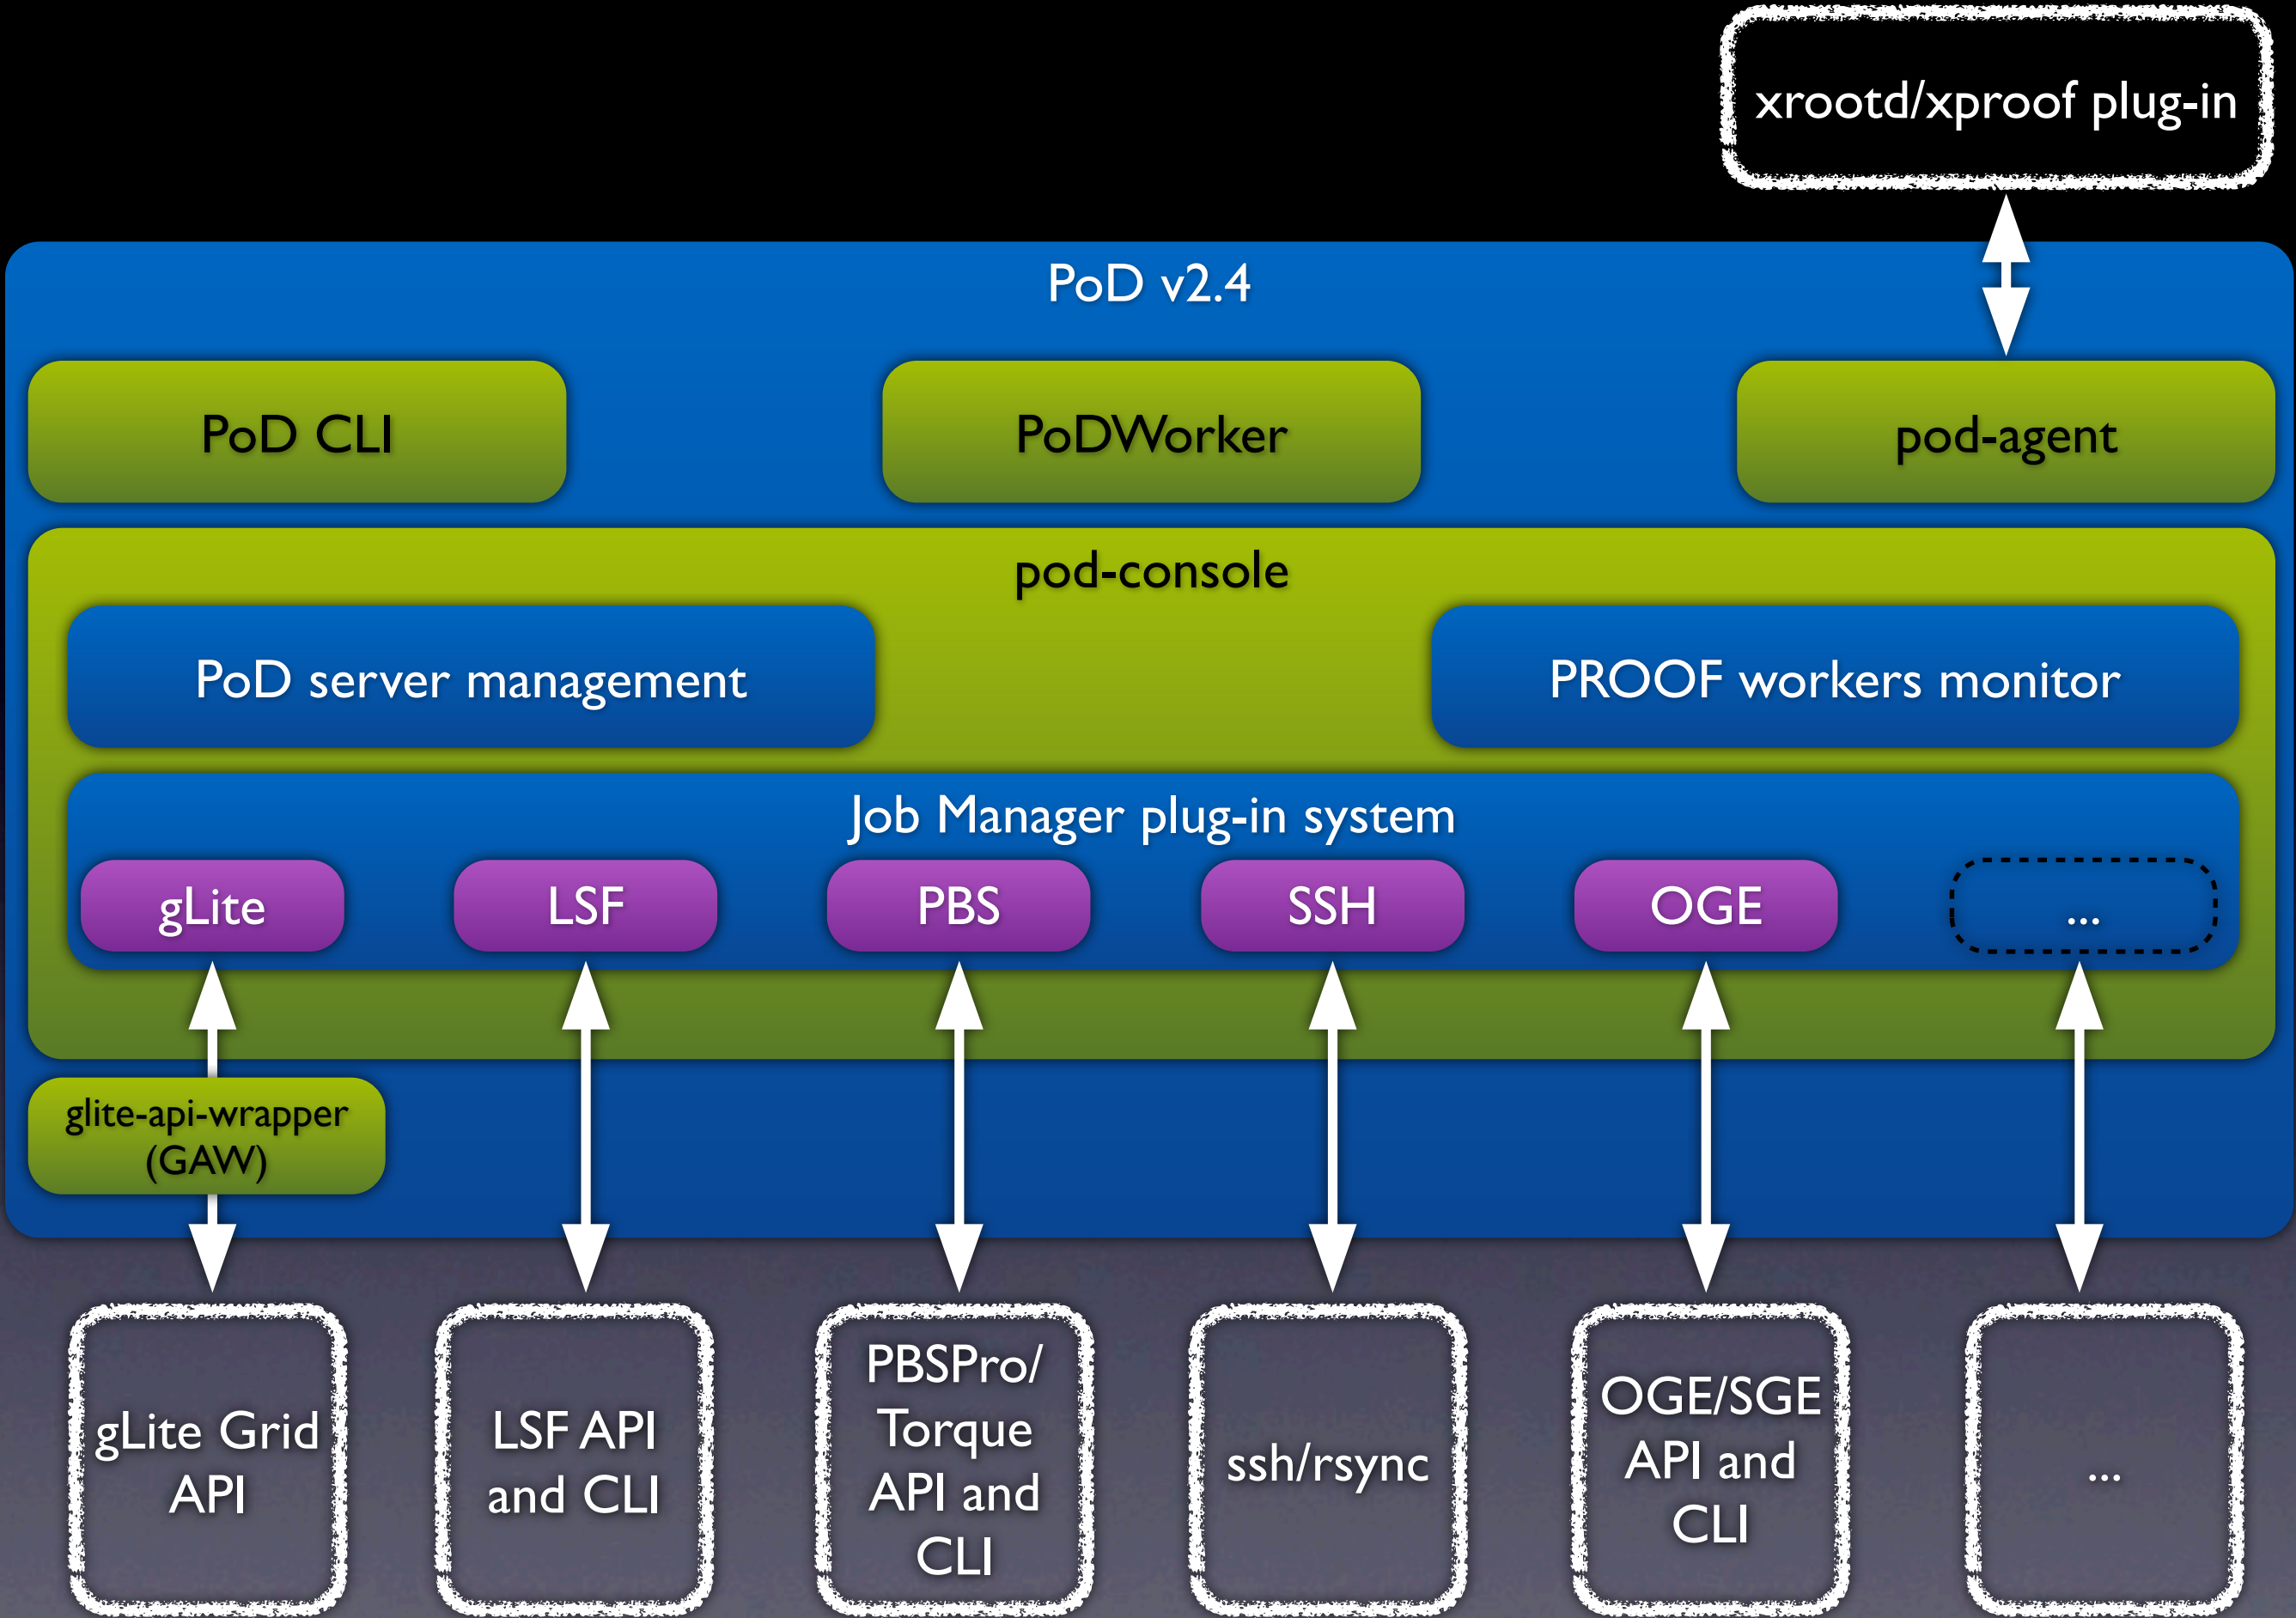 xrootd/xproof plug-in
PoD v2.4
PoD CLI
PoDWorker
pod-agent
pod-console
PoD server management
PROOF workers monitor
Job Manager plug-in system
gLite
LSF
PBS
SSH
OGE
...
glite-api-wrapper
(GAW)
gLite Grid
API
LSF API
and CLI
PBSPro/
Torque
API and
CLI
ssh/rsync
OGE/SGE
API and
CLI
...